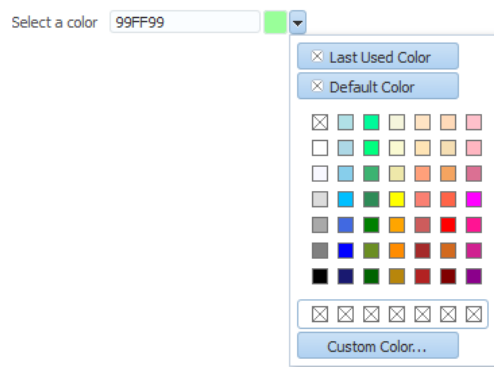 Select a color 99FF99
Last Used Color
Default Color
Custom Color...